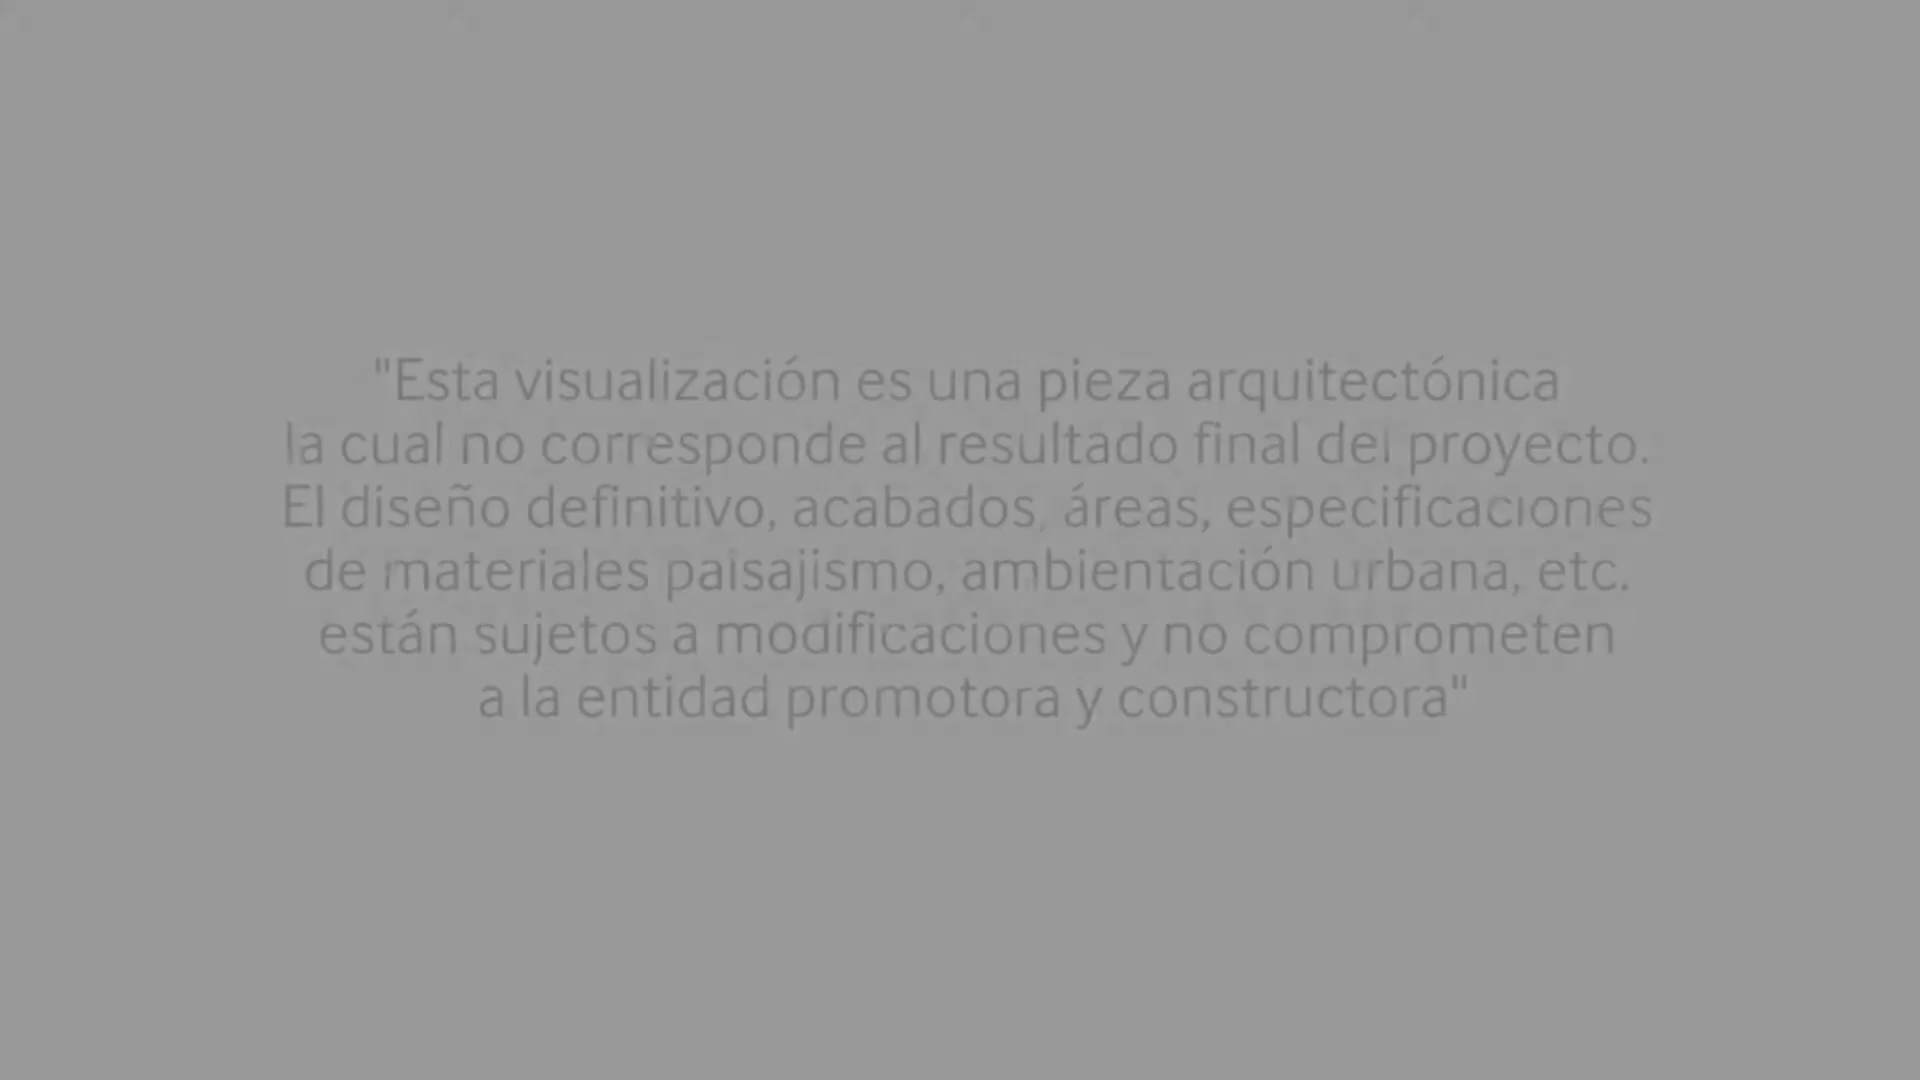 "Esta visualización es una pieza arquitectónica
la cual no corresponde al resultado final del proyecto.
El diseño definitivo, acabados, áreas, especificaciones
de materiales paisajismo, ambientación urbana, etc.
están sujetos a modificaciones y no comprometen
a la entidad promotora y constructora"